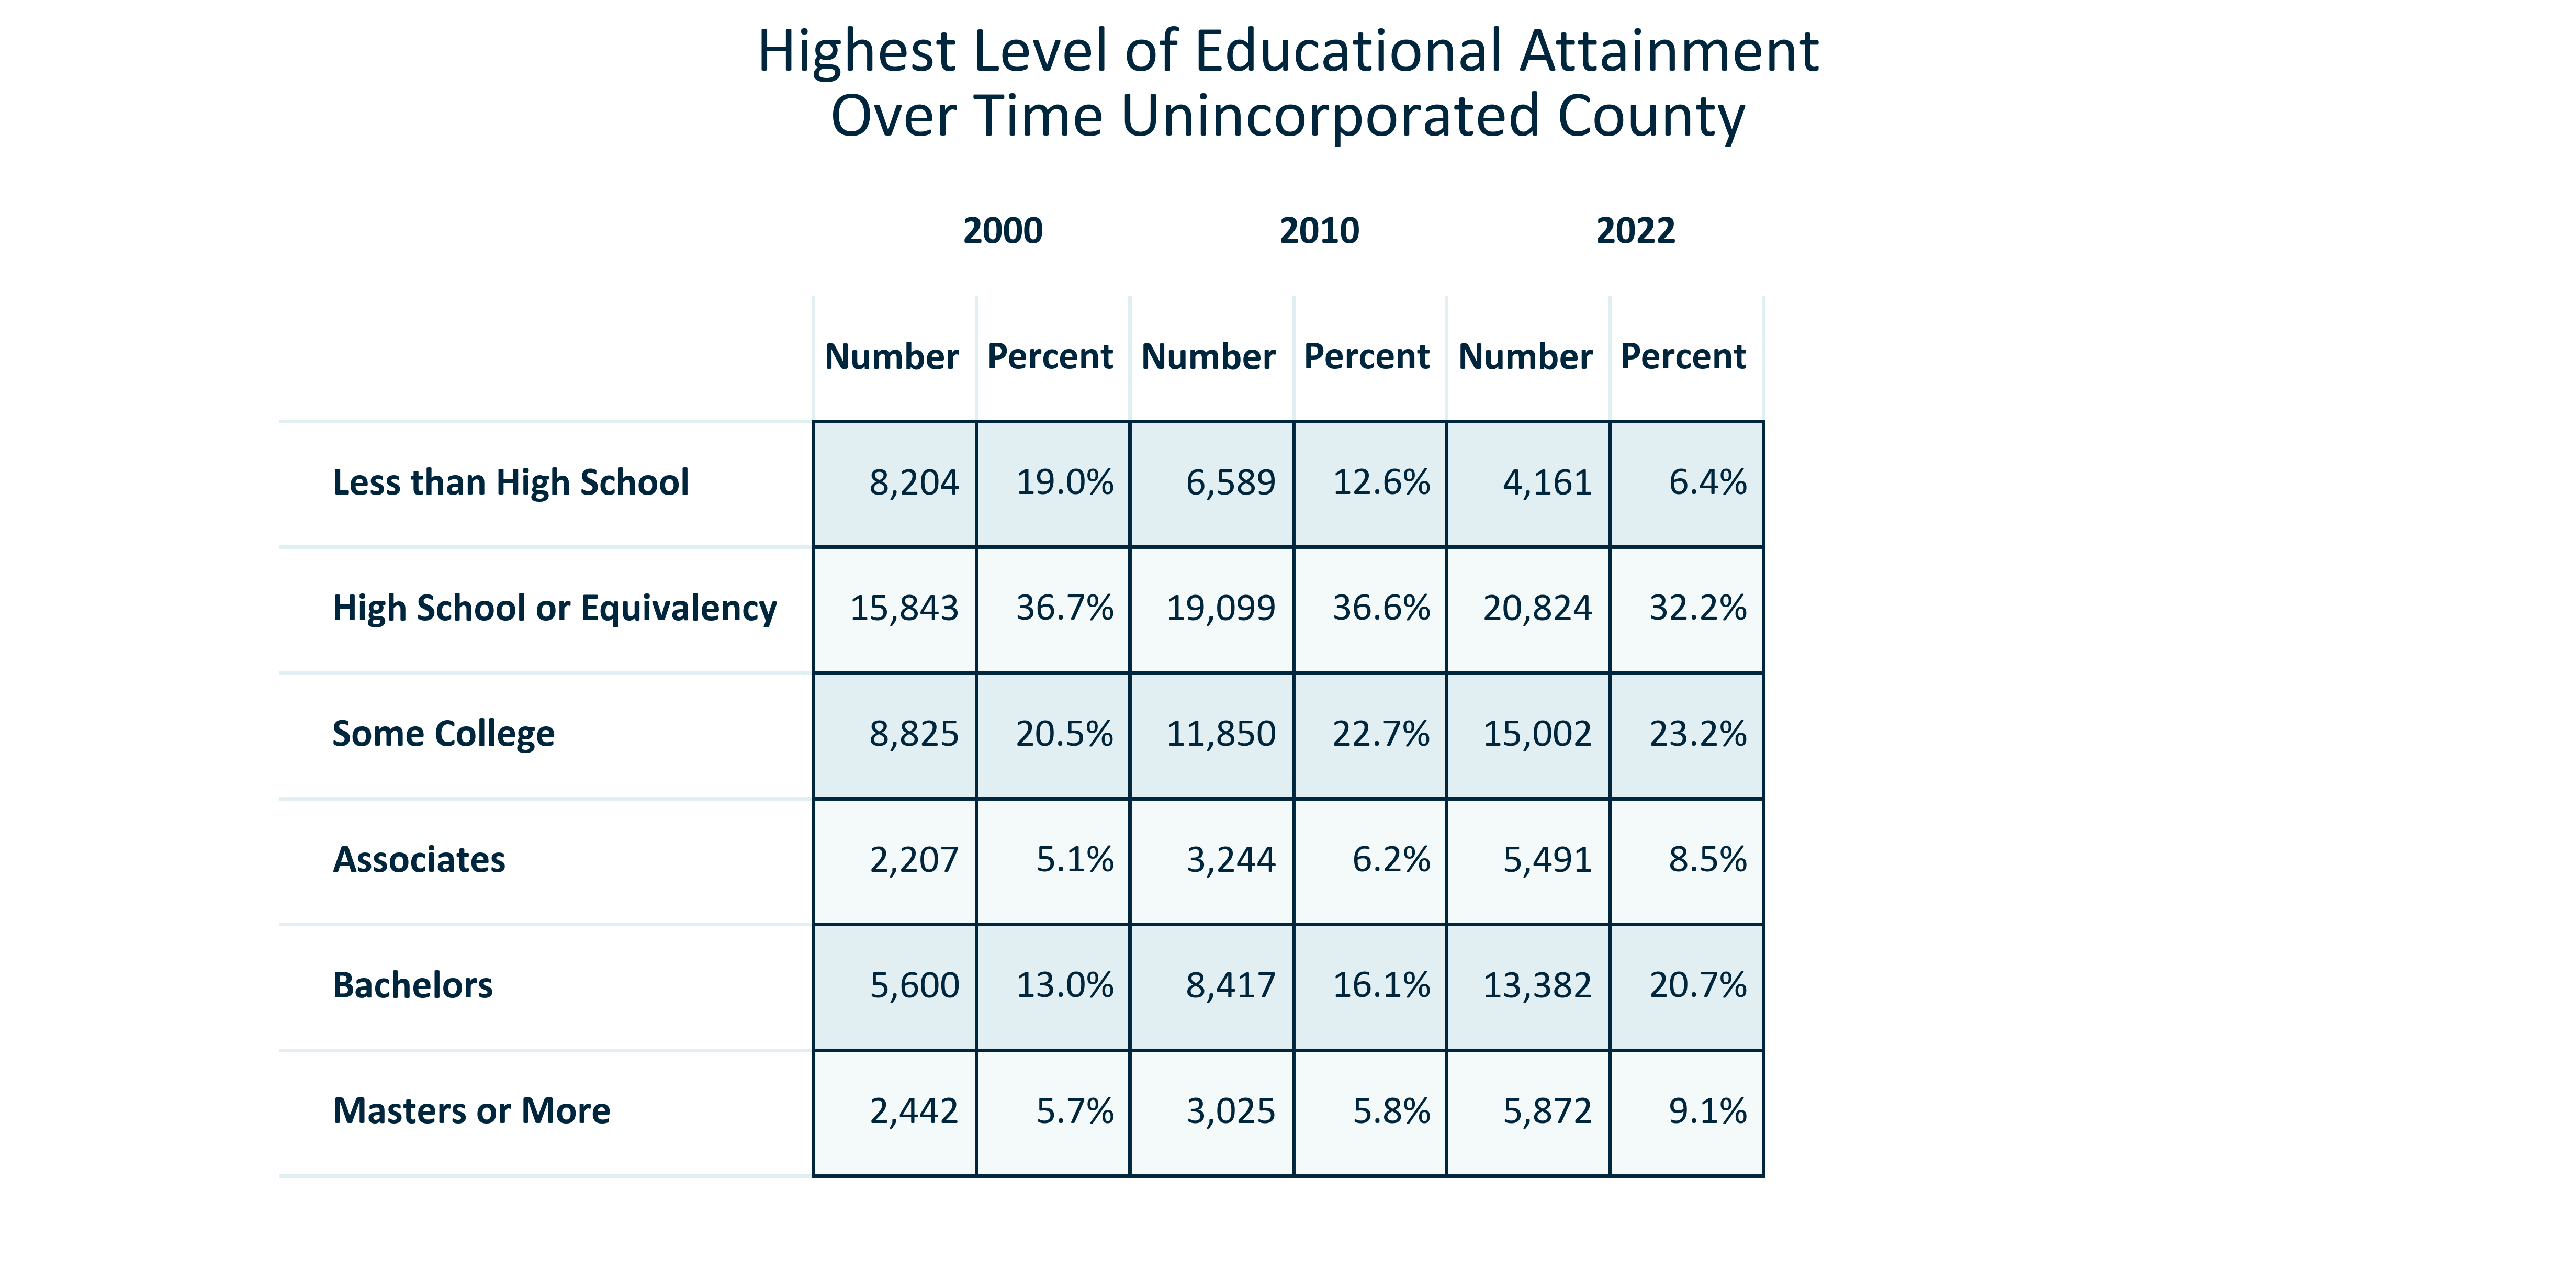 Highest Level of Educational Attainment
Over Time Unincorporated County
2000 2010 2022
Number Percent Number Percent Number Percent
Less than High School 8,204 19.0% 6,589 12.6% 4,161 6.4%
High School or Equivalency 15,843 36.7% 19,099 36.6% 20,824 32.2%
Some College 8,825 20.5% 11,850 22.7% 15,002 23.2%
Associates 2,207 5.1% 3,244 6.2% 5,491 8.5%
Bachelors 5,600 13.0% 8,417 16.1% 13,382 20.7%
Masters or More 2,442 5.7% 3,025 5.8% 5,872 9.1%